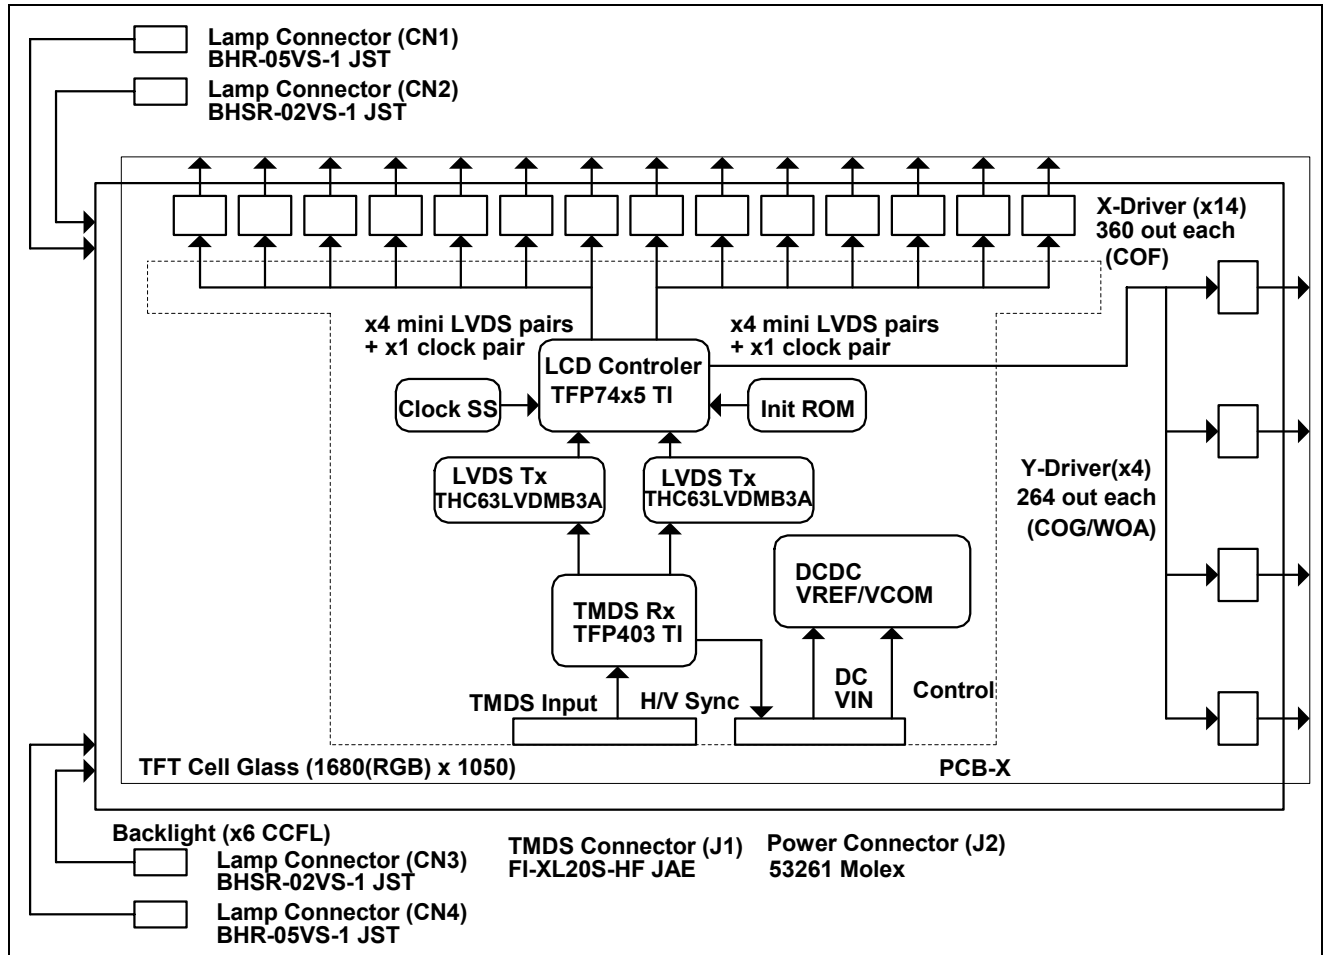 Lamp Connector (CN1)
BHR-05VS-1 JST
Lamp Connector (CN2)
BHSR-02VS-1 JST
X-Driver (x14)
360 out each
(COF)
x4 mini LVDS pairs
+ x1 clock pair
x4 mini LVDS pairs
+ x1 clock pair
LCD Controler
TFP74x5 TI
Clock SS
Init ROM
LVDS Tx
THC63LVDMB3A
LVDS Tx
THC63LVDMB3A
Y-Driver(x4)
264 out each
(COG/WOA)
DCDC
VREF/VCOM
TMDS Rx
TFP403 TI
TMDS Input
H/V Sync
DC
VIN
Control
TFT Cell Glass (1680(RGB) x 1050)
PCB-X
Backlight (x6 CCFL)
Lamp Connector (CN3)
BHSR-02VS-1 JST
TMDS Connector (J1)
FI-XL20S-HF JAE
Power Connector (J2)
53261 Molex
Lamp Connector (CN4)
BHR-05VS-1 JST